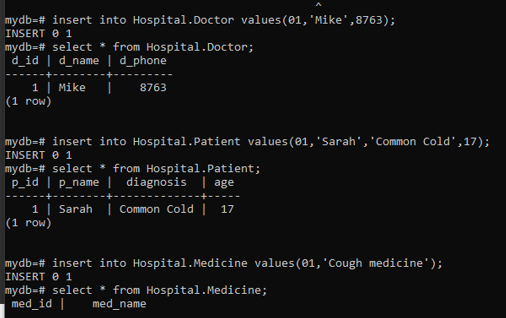 ^
mydb=# insert into Hospital.Doctor values(01,'Mike',8763);
INSERT 0 1
mydb=# select * from Hospital.Doctor;
 d_id | d_name | d_phone
------+--------+---------
    1 | Mike   |    8763
(1 row)
mydb=# insert into Hospital.Patient values(01,'Sarah','Common Cold',17);
INSERT 0 1
mydb=# select * from Hospital.Patient;
 p_id | p_name |  diagnosis  | age
------+--------+-------------+-----
    1 | Sarah  | Common Cold |  17
(1 row)
mydb=# insert into Hospital.Medicine values(01,'Cough medicine');
INSERT 0 1
mydb=# select * from Hospital.Medicine;
 med_id |    med_name